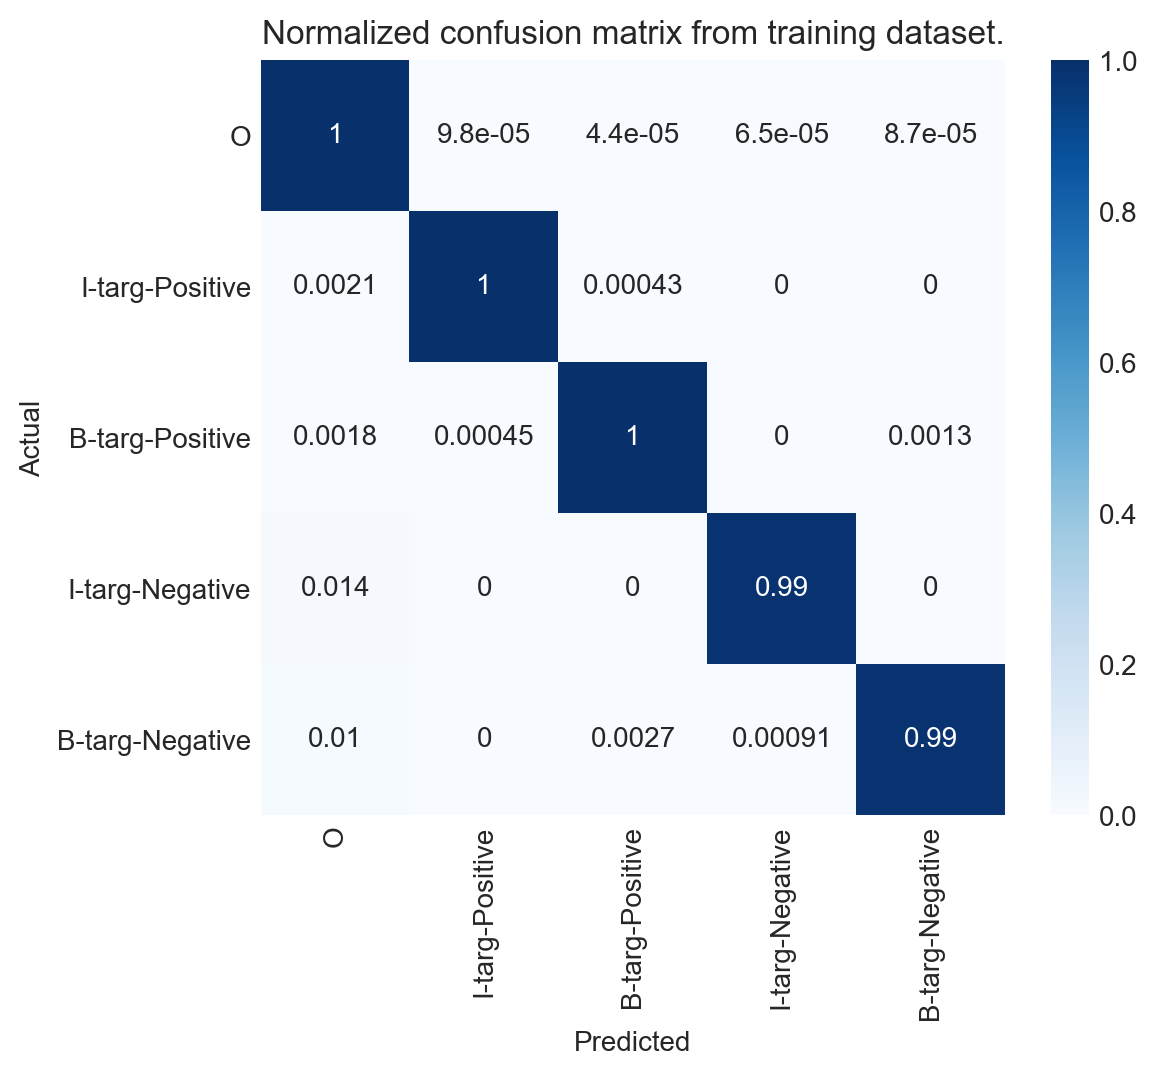 Normalized confusion matrix from training dataset.
O 1 9.8e-05 4.4e-05 6.5e-05 8.7e-05
I-targ-Positive 0.0021 1 0.00043 0 0
B-targ-Positive 0.0018 0.00045 1 0 0.0013
I-targ-Negative 0.014 0 0 0.99 0
B-targ-Negative 0.01 0 0.0027 0.00091 0.99
Actual
O
I-targ-Positive
B-targ-Positive
I-targ-Negative
B-targ-Negative
Predicted
1.0
0.8
0.6
0.4
0.2
0.0